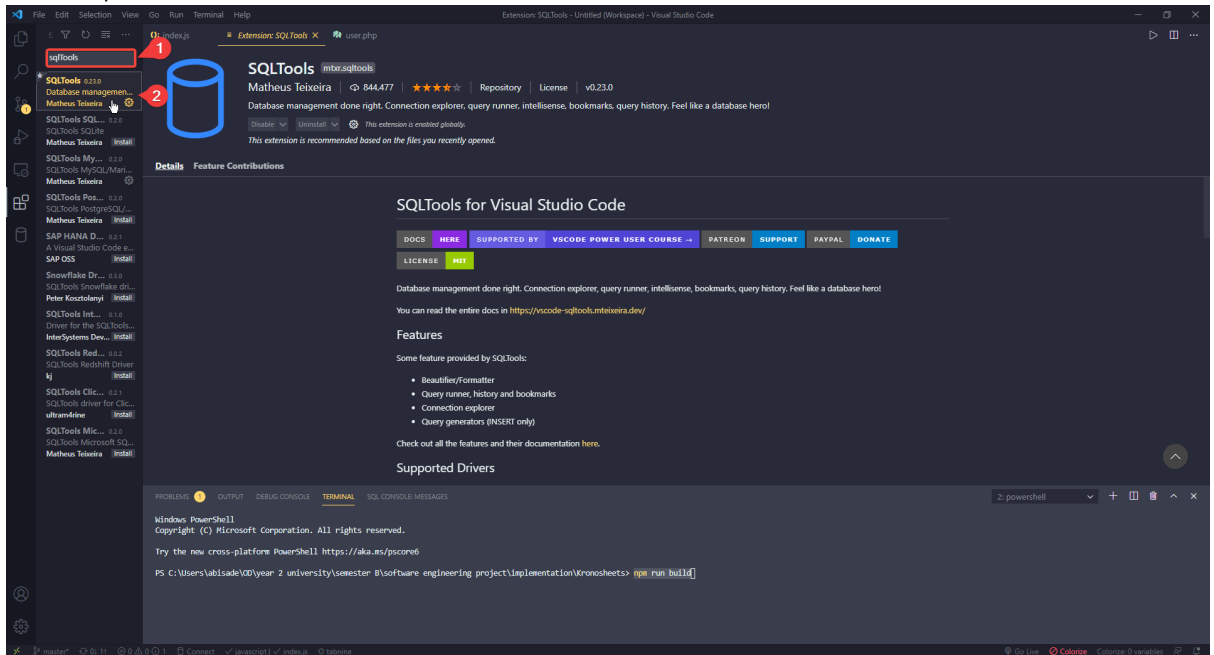 File Edit Selection View Go Run Terminal Help
Extension: SQLTools - Untitled (Workspace) - Visual Studio Code
index.js
Extension: SQLTools
user.php
sqlTools
1
SQLTools 0.23.0
Database managemen...
Matheus Teixeira
2
SQLTools SQL... 0.2.0
SQLTools SQLite
Matheus Teixeira Install
SQLTools My... 0.2.0
SQLTools MySQL/Mari...
Matheus Teixeira
SQLTools Pos... 0.2.0
SQLTools PostgreSQL/...
Matheus Teixeira Install
SAP HANA D... 0.2.1
A Visual Studio Code e...
SAP OSS Install
Snowflake Dr... 0.3.0
SQLTools Snowflake dri...
Peter Kosztolanyi Install
SQLTools Int... 0.1.0
Driver for the SQLTools...
InterSystems Dev... Install
SQLTools Red... 0.0.2
SQLTools Redshift Driver
kj Install
SQLTools Clic... 0.2.1
SQLTools driver for Clic...
ultram4rine Install
SQLTools Mic... 0.2.0
SQLTools Microsoft SQ...
Matheus Teixeira Install
SQLTools mtxr.sqltools
Matheus Teixeira 844,477 Repository License v0.23.0
Database management done right. Connection explorer, query runner, intellisense, bookmarks, query history. Feel like a database hero!
Disable Uninstall This extension is enabled globally.
This extension is recommended based on the files you recently opened.
Details Feature Contributions
SQLTools for Visual Studio Code
DOCS HERE SUPPORTED BY VSCODE POWER USER COURSE → PATREON SUPPORT PAYPAL DONATE
LICENSE MIT
Database management done right. Connection explorer, query runner, intellisense, bookmarks, query history. Feel like a database hero!
You can read the entire docs in https://vscode-sqltools.mteixeira.dev/
Features
Some feature provided by SQLTools:
• Beautifier/Formatter
• Query runner, history and bookmarks
• Connection explorer
• Query generators (INSERT only)
Check out all the features and their documentation here.
Supported Drivers
PROBLEMS 1 OUTPUT DEBUG CONSOLE TERMINAL SQL CONSOLE: MESSAGES
2: powershell
Windows PowerShell
Copyright (C) Microsoft Corporation. All rights reserved.
Try the new cross-platform PowerShell https://aka.ms/pscore6
PS C:\Users\abisade\OD\year 2 university\semester B\software engineering project\implementation\Kronosheets> npm run build
master* 0↓ 1↑ 0 0 1 Connect javascript | index.js tabnine
Go Live Colorize Colorize: 0 variables